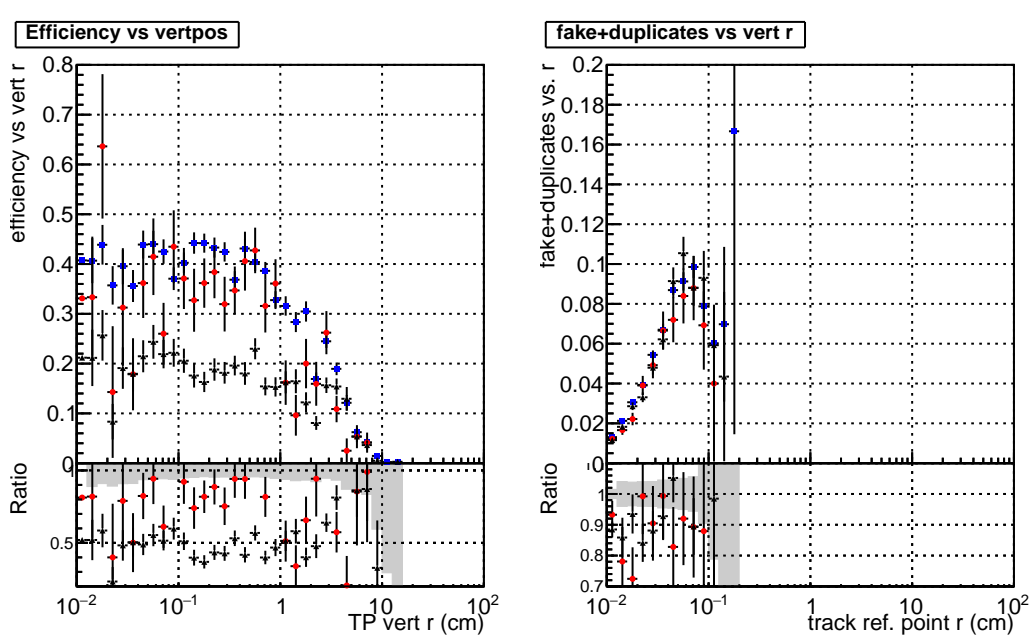 Efficiency vs vertpos
efficiency vs vert r
0.8
0.7
0.6
0.5
0.4
0.3
0.2
0.1
0
Ratio
1
0.5
10−2 10−1 1 10 102
TP vert r (cm)
fake+duplicates vs vert r
fake+duplicates vs. r
0.2
0.18
0.16
0.14
0.12
0.1
0.08
0.06
0.04
0.02
0
Ratio
1
0.9
0.8
0.7
10−2 10−1 1 10 102
track ref. point r (cm)